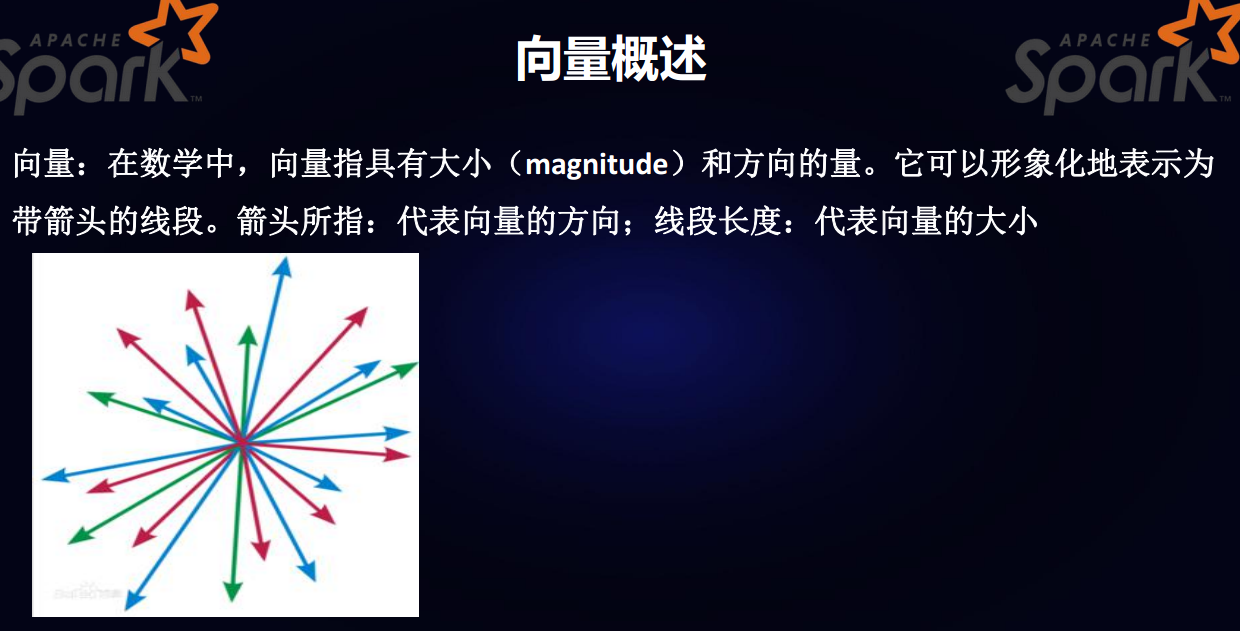 APACHE
Spark™
APACHE
Spark™
向量概述
向量：在数学中，向量指具有大小（magnitude）和方向的量。它可以形象化地表示为
带箭头的线段。箭头所指：代表向量的方向；线段长度：代表向量的大小